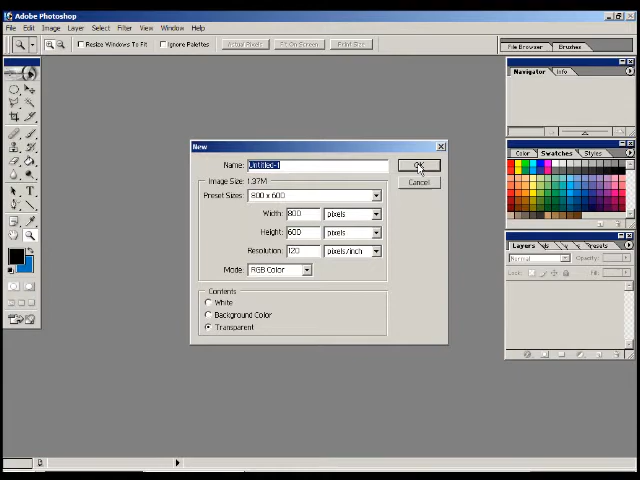 Adobe Photoshop
File Edit Image Layer Select Filter View Window Help
Resize Windows To Fit Ignore Palettes Actual Pixels Fit On Screen Print Size File Browser Brushes
Navigator Info
New
Name: Untitled-1 OK
Image Size: 1.37M Cancel
Preset Sizes: 800 x 600
Width: 800 pixels
Height: 600 pixels
Resolution: 120 pixels/inch
Mode: RGB Color
Contents
White
Background Color
Transparent
Color Swatches Styles
Layers Presets
Normal Opacity:
Lock: Fill: